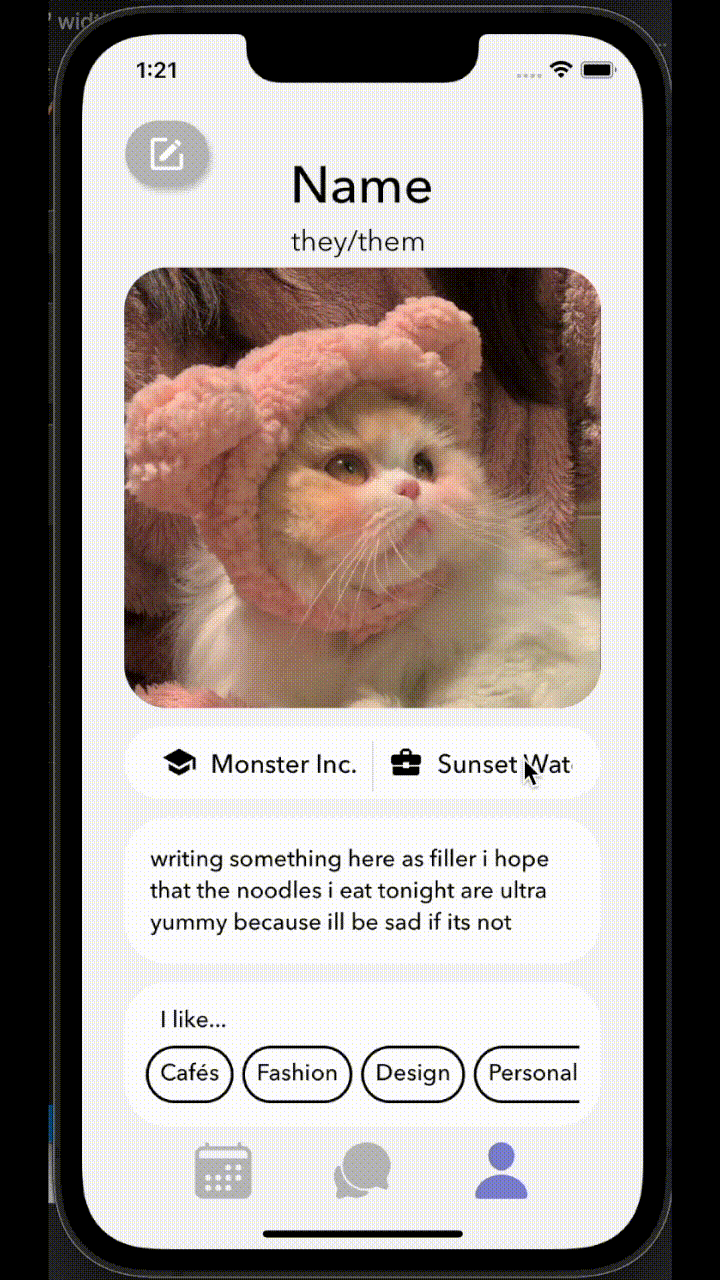 1:21
Name
they/them
Monster Inc. Sunset Wat
writing something here as filler i hope
that the noodles i eat tonight are ultra
yummy because ill be sad if its not
I like...
Cafés Fashion Design Personal